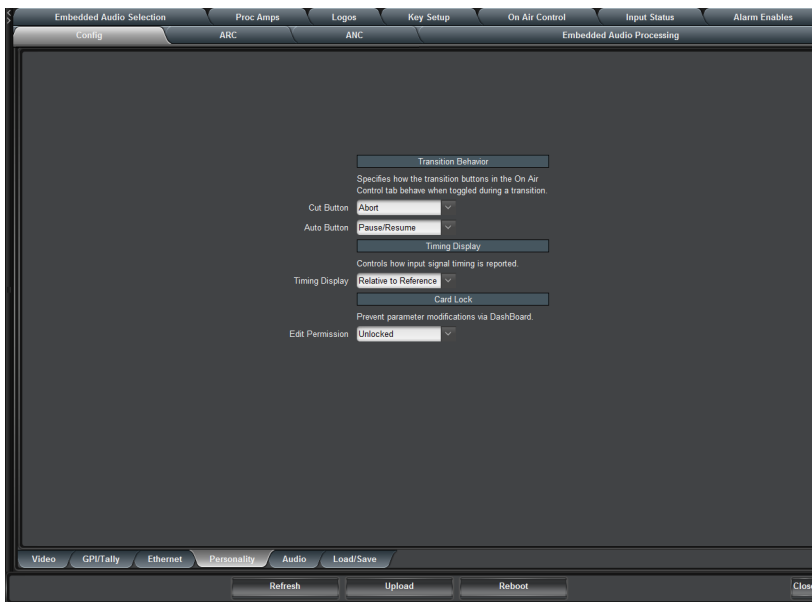 Embedded Audio Selection Proc Amps Logos Key Setup On Air Control Input Status Alarm Enables
Config ARC ANC Embedded Audio Processing
Transition Behavior
Specifies how the transition buttons in the On Air
Control tab behave when toggled during a transition.
Cut Button Abort
Auto Button Pause/Resume
Timing Display
Controls how input signal timing is reported.
Timing Display Relative to Reference
Card Lock
Prevent parameter modifications via DashBoard.
Edit Permission Unlocked
Video GPI/Tally Ethernet Personality Audio Load/Save
Refresh Upload Reboot Close